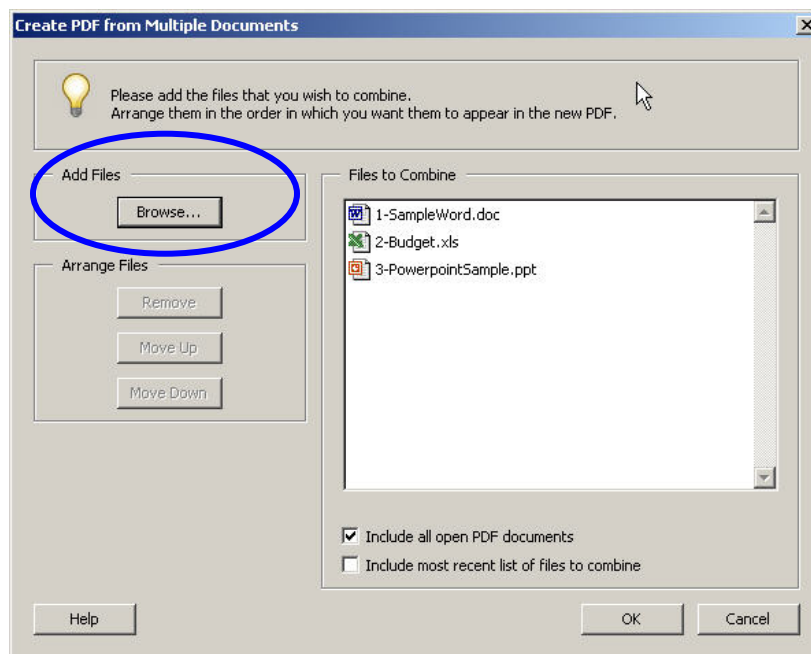 Create PDF from Multiple Documents
Please add the files that you wish to combine.
Arrange them in the order in which you want them to appear in the new PDF.
Add Files
Browse...
Arrange Files
Remove
Move Up
Move Down
Files to Combine
1-SampleWord.doc
2-Budget.xls
3-PowerpointSample.ppt
Include all open PDF documents
Include most recent list of files to combine
Help
OK
Cancel